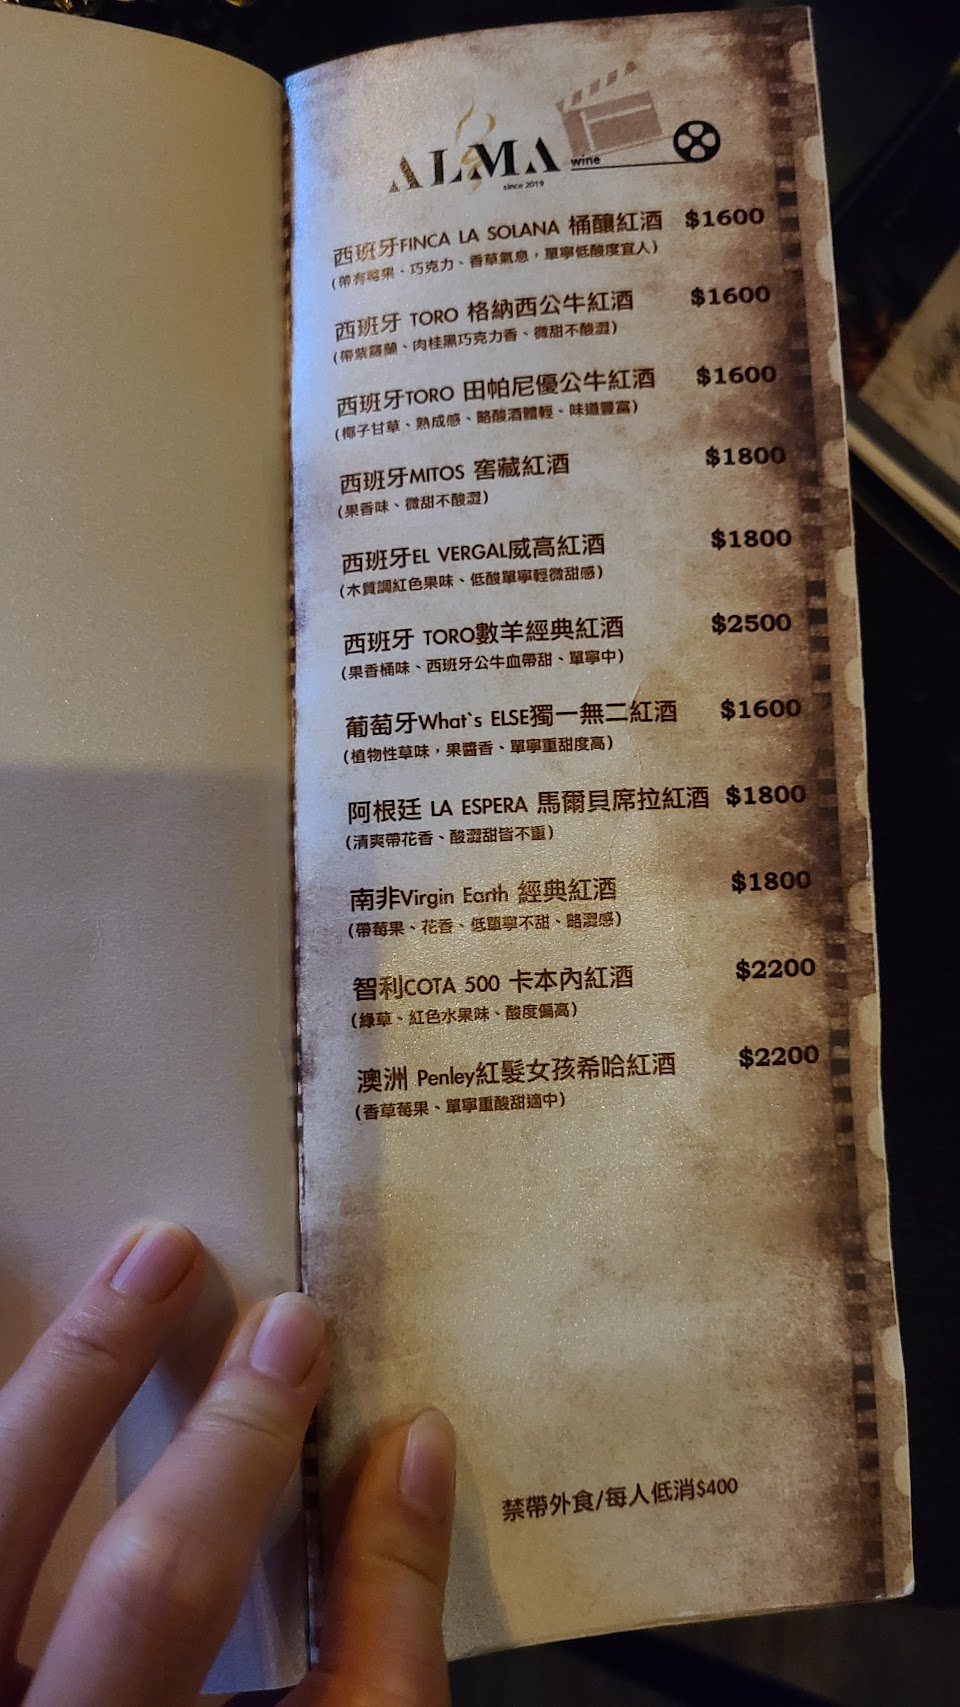 ALMA wine
since 2019
西班牙FINCA LA SOLANA 桶釀紅酒 $1600
(帶有莓果、巧克力、香草氣息，單寧低酸度宜人)
西班牙 TORO 格納西公牛紅酒 $1600
(帶紫羅蘭、肉桂黑巧克力香、微甜不酸澀)
西班牙TORO 田帕尼優公牛紅酒 $1600
(椰子甘草、熟成感、略酸酒體輕、味道豐富)
西班牙MITOS 窖藏紅酒 $1800
(果香味、微甜不酸澀)
西班牙EL VERGAL威高紅酒 $1800
(木質調紅色果味、低酸單寧輕微甜感)
西班牙 TORO數羊經典紅酒 $2500
(果香桶味、西班牙公牛血帶甜、單寧中)
葡萄牙What`s ELSE獨一無二紅酒 $1600
(植物性草味，果醬香、單寧重甜度高)
阿根廷 LA ESPERA 馬爾貝席拉紅酒 $1800
(清爽帶花香、酸澀甜皆不重)
南非Virgin Earth 經典紅酒 $1800
(帶莓果、花香、低單寧不甜、略澀感)
智利COTA 500 卡本內紅酒 $2200
(綠草、紅色水果味、酸度偏高)
澳洲 Penley紅髮女孩希哈紅酒 $2200
(香草莓果、單寧重酸甜適中)
禁帶外食/每人低消$400